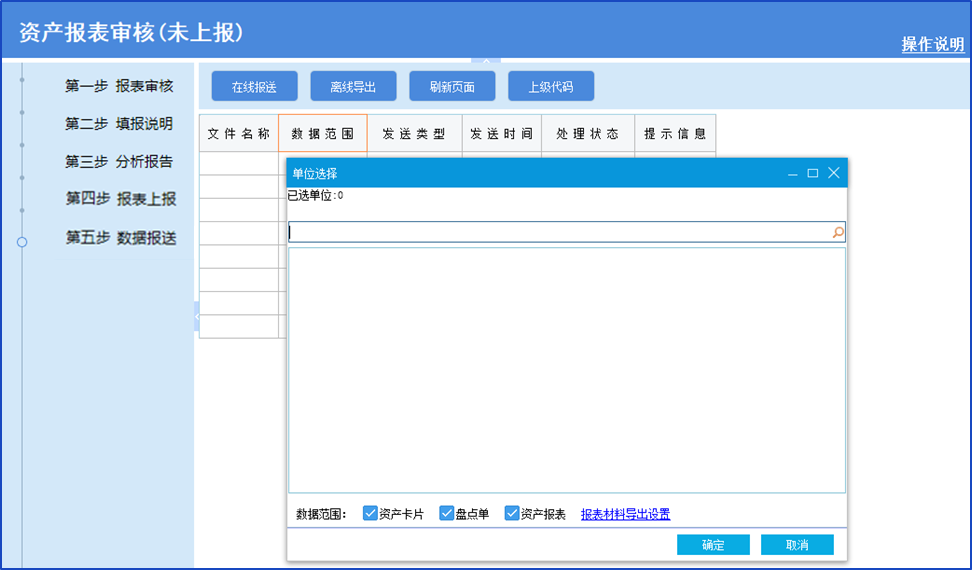 资产报表审核(未上报)
操作说明
第一步 报表审核
第二步 填报说明
第三步 分析报告
第四步 报表上报
第五步 数据报送
在线报送 离线导出 刷新页面 上级代码
文件名称 数据范围 发送类型 发送时间 处理状态 提示信息
单位选择
已选单位:0
数据范围: 资产卡片 盘点单 资产报表 报表材料导出设置
确定 取消